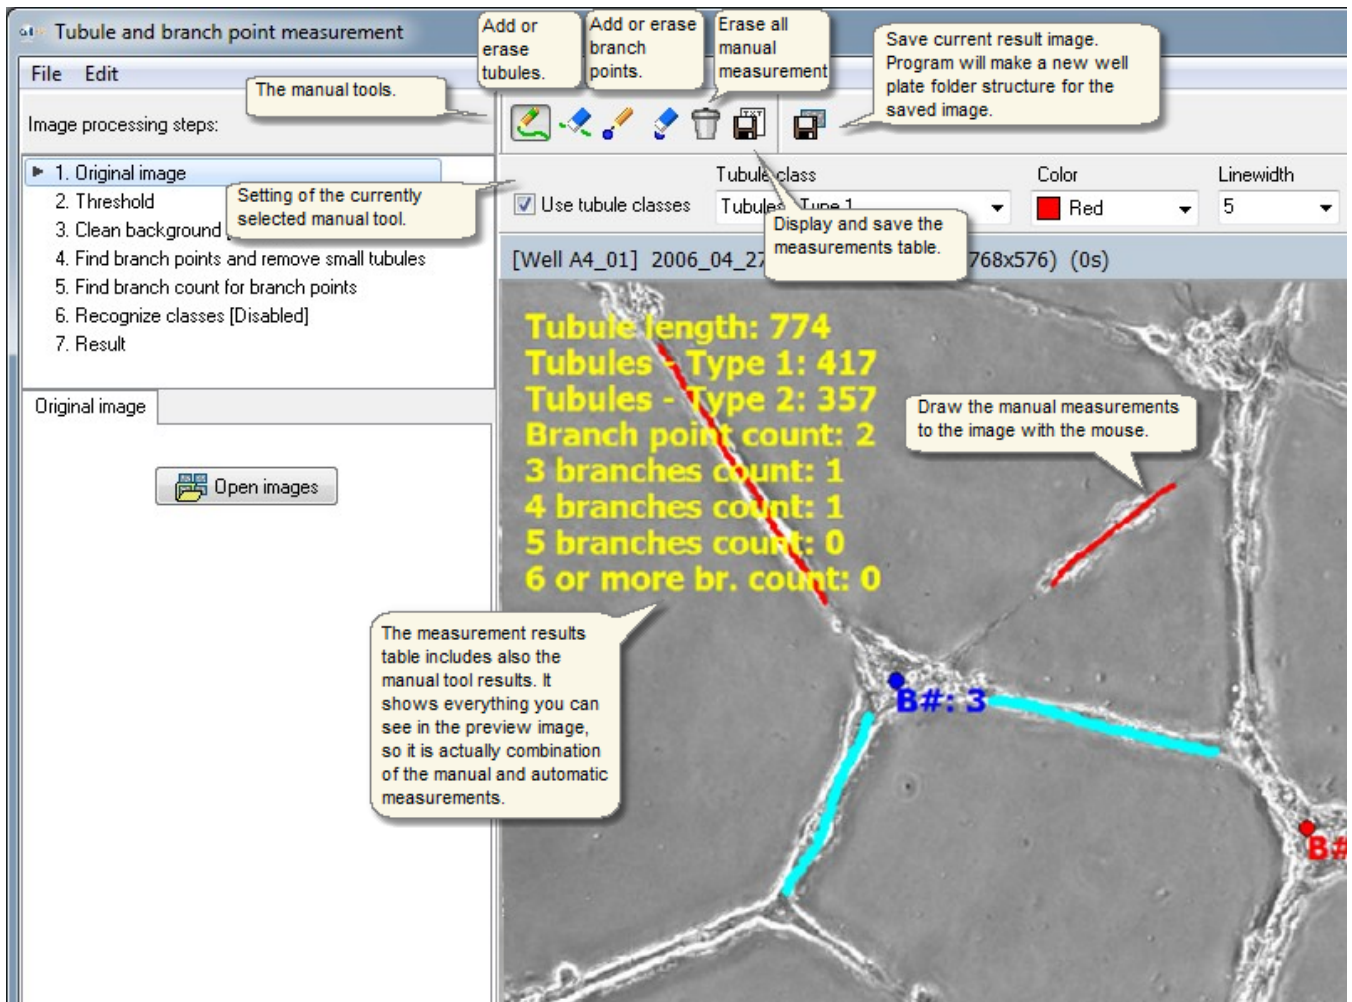 Tubule and branch point measurement
File Edit
Add or
erase
tubules.
Add or erase
branch
points.
Erase all
manual
measurement
Save current result image.
Program will make a new well
plate folder structure for the
saved image.
The manual tools.
Image processing steps:
TXT
1. Original image
2. Threshold
3. Clean background
4. Find branch points and remove small tubules
5. Find branch count for branch points
6. Recognize classes [Disabled]
7. Result
Setting of the currently
selected manual tool.
Use tubule classes
Tubule class
Tubules Type 1
Color
Red
Linewidth
5
Display and save the
measurements table.
[Well A4_01] 2006_04_27 768x576) (0s)
Original image
Open images
Tubule length: 774
Tubules - Type 1: 417
Tubules - Type 2: 357
Branch point count: 2
3 branches count: 1
4 branches count: 1
5 branches count: 0
6 or more br. count: 0
Draw the manual measurements
to the image with the mouse.
The measurement results
table includes also the
manual tool results. It
shows everything you can
see in the preview image,
so it is actually combination
of the manual and automatic
measurements.
B#: 3
B#